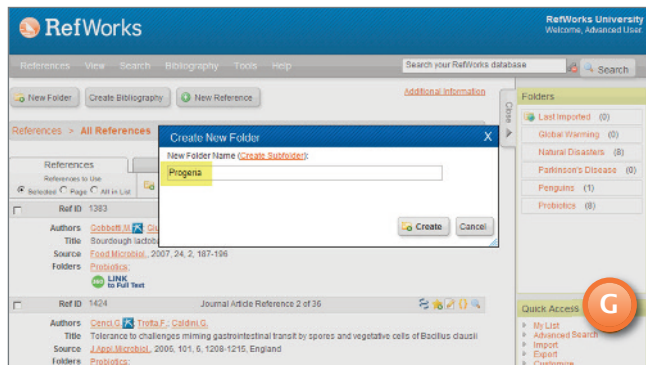 RefWorks
RefWorks University
Welcome, Advanced User.
References View Search Bibliography Tools Help
Search your RefWorks database
Search
New Folder
Create Bibliography
New Reference
Additional Information
Close
References > All References
References
References to Use
Selected Page All in List
Create New Folder X
New Folder Name (Create Subfolder):
Progeria
Create
Cancel
Ref ID 1383
Authors Gobbetti,M
Title Sourdough lactob
Source Food Microbiol., 2007, 24, 2, 187-196
Folders Probiotics;
LINK
to Full Text
Ref ID 1424 Journal Article Reference 2 of 36
Authors Cenci,G. Trotta,F.; Caldini,G.
Title Tolerance to challenges miming gastrointestinal transit by spores and vegetative cells of Bacillus clausii
Source J.Appl.Microbiol., 2006, 101, 6, 1208-1215, England
Folders Probiotics;
Folders
Last Imported (0)
Global Warming (0)
Natural Disasters (8)
Parkinson's Disease (0)
Penguins (1)
Probiotics (8)
Quick Access
G
My List
Advanced Search
Import
Export
Customize